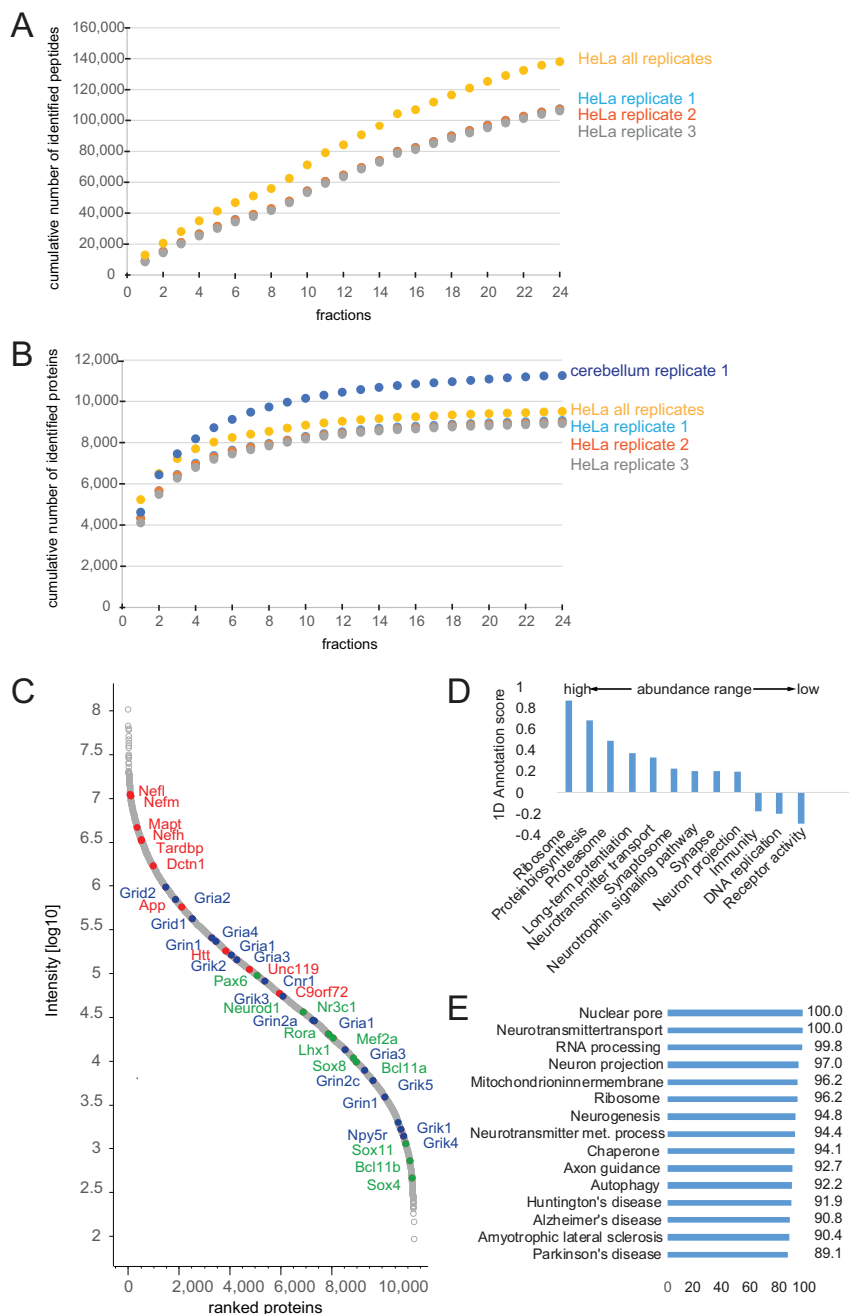 A
cumulative number of identified peptides
160,000
140,000
120,000
100,000
80,000
60,000
40,000
20,000
0
0 2 4 6 8 10 12 14 16 18 20 22 24
fractions
HeLa all replicates
HeLa replicate 1
HeLa replicate 2
HeLa replicate 3
B
cumulative number of identified proteins
12,000
10,000
8,000
6,000
4,000
2,000
0
0 2 4 6 8 10 12 14 16 18 20 22 24
fractions
cerebellum replicate 1
HeLa all replicates
HeLa replicate 1
HeLa replicate 2
HeLa replicate 3
C
Intensity [log10]
8
7.5
7
6.5
6
5.5
5
4.5
4
3.5
3
2.5
2
0 2,000 4,000 6,000 8,000 10,000
ranked proteins
Nefl
Nefm
Mapt
Nefh
Tardbp
Dctn1
Grid2
Gria2
App
Grid1
Gria4
Grin1
Gria1
Htt
Gria3
Grik2
Unc119
Pax6
Cnr1
C9orf72
Grik3
Neurod1
Nr3c1
Grin2a
Gria1
Rora
Mef2a
Lhx1
Gria3
Sox8
Bcl11a
Grin2c
Grik5
Grin1
Grik1
Npy5r
Grik4
Sox11
Bcl11b
Sox4
D
1D Annotation score
1
0.8
0.6
0.4
0.2
0
-0.2
-0.4
high abundance range low
Ribosome
Proteinbiosynthesis
Proteasome
Long-term potentiation
Neurotransmitter transport
Synaptosome
Neurotrophin signaling pathway
Synapse
Neuron projection
Immunity
DNA replication
Receptor activity
E
Nuclear pore 100.0
Neurotransmittertransport 100.0
RNA processing 99.8
Neuron projection 97.0
Mitochondrioninnermembrane 96.2
Ribosome 96.2
Neurogenesis 94.8
Neurotransmitter met. process 94.4
Chaperone 94.1
Axon guidance 92.7
Autophagy 92.2
Huntington's disease 91.9
Alzheimer's disease 90.8
Amyotrophic lateral sclerosis 90.4
Parkinson's disease 89.1
0 20 40 60 80 100